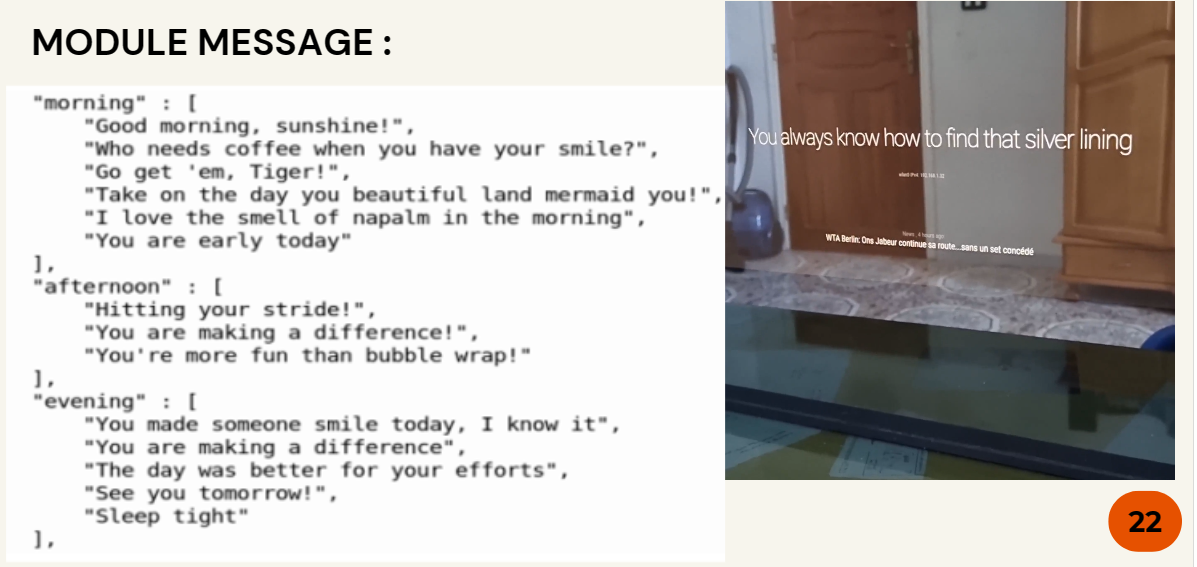 MODULE MESSAGE :
"morning" : [
"Good morning, sunshine!",
"Who needs coffee when you have your smile?",
"Go get 'em, Tiger!",
"Take on the day you beautiful land mermaid you!",
"I love the smell of napalm in the morning",
"You are early today"
],
"afternoon" : [
"Hitting your stride!",
"You are making a difference!",
"You're more fun than bubble wrap!"
],
"evening" : [
"You made someone smile today, I know it",
"You are making a difference",
"The day was better for your efforts",
"See you tomorrow!",
"Sleep tight"
],
You always know how to find that silver lining
News , 4 hours ago
WTA Berlin: Ons Jabeur continue sa route...sans un set concédé
22